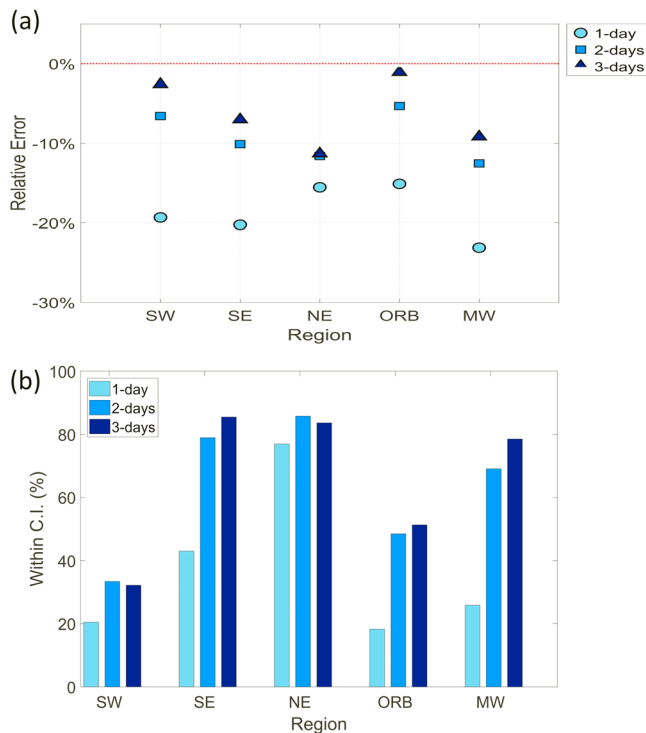 (a)
1-day
2-days
3-days
0%
-10%
-20%
-30%
Relative Error
SW SE NE ORB MW
Region
(b)
100
80
60
40
20
0
Within C.I. (%)
1-day
2-days
3-days
SW SE NE ORB MW
Region